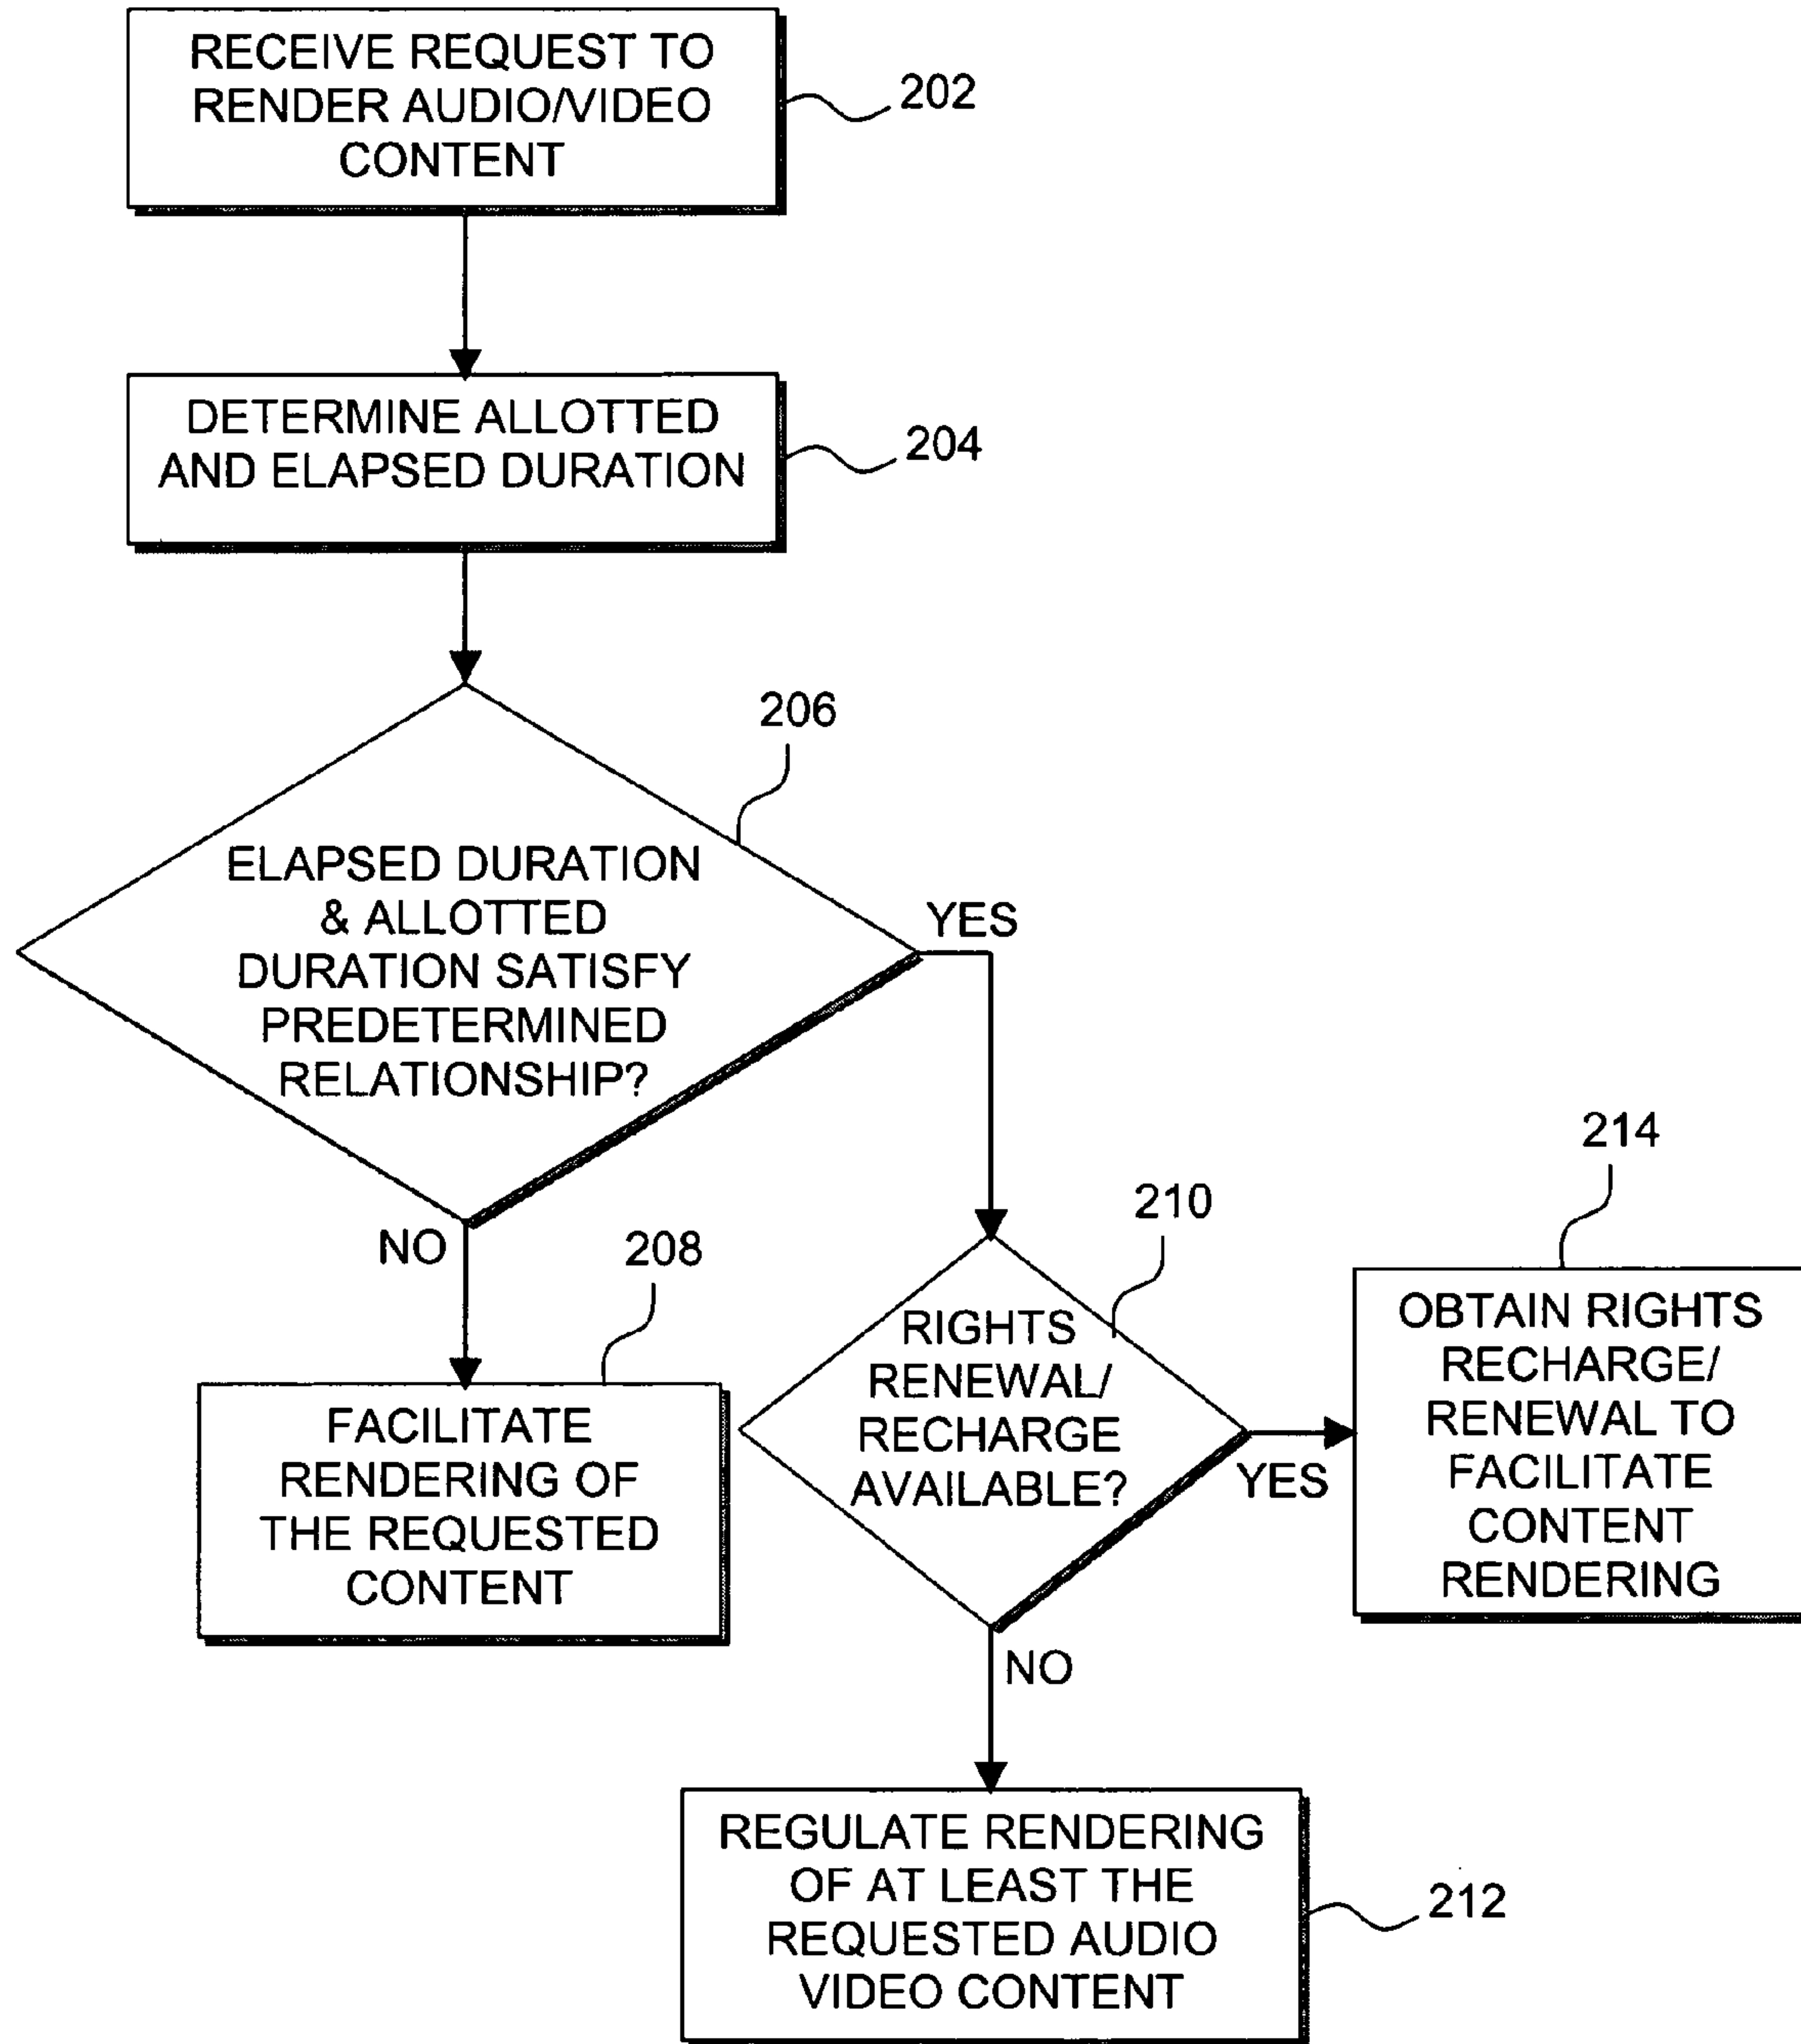 RECEIVE REQUEST TO
RENDER AUDIO/VIDEO
CONTENT
202
DETERMINE ALLOTTED
AND ELAPSED DURATION
204
206
ELAPSED DURATION
& ALLOTTED
DURATION SATISFY
PREDETERMINED
RELATIONSHIP?
YES
NO
208
FACILITATE
RENDERING OF
THE REQUESTED
CONTENT
210
RIGHTS
RENEWAL/
RECHARGE
AVAILABLE?
YES
NO
214
OBTAIN RIGHTS
RECHARGE/
RENEWAL TO
FACILITATE
CONTENT
RENDERING
REGULATE RENDERING
OF AT LEAST THE
REQUESTED AUDIO
VIDEO CONTENT
212